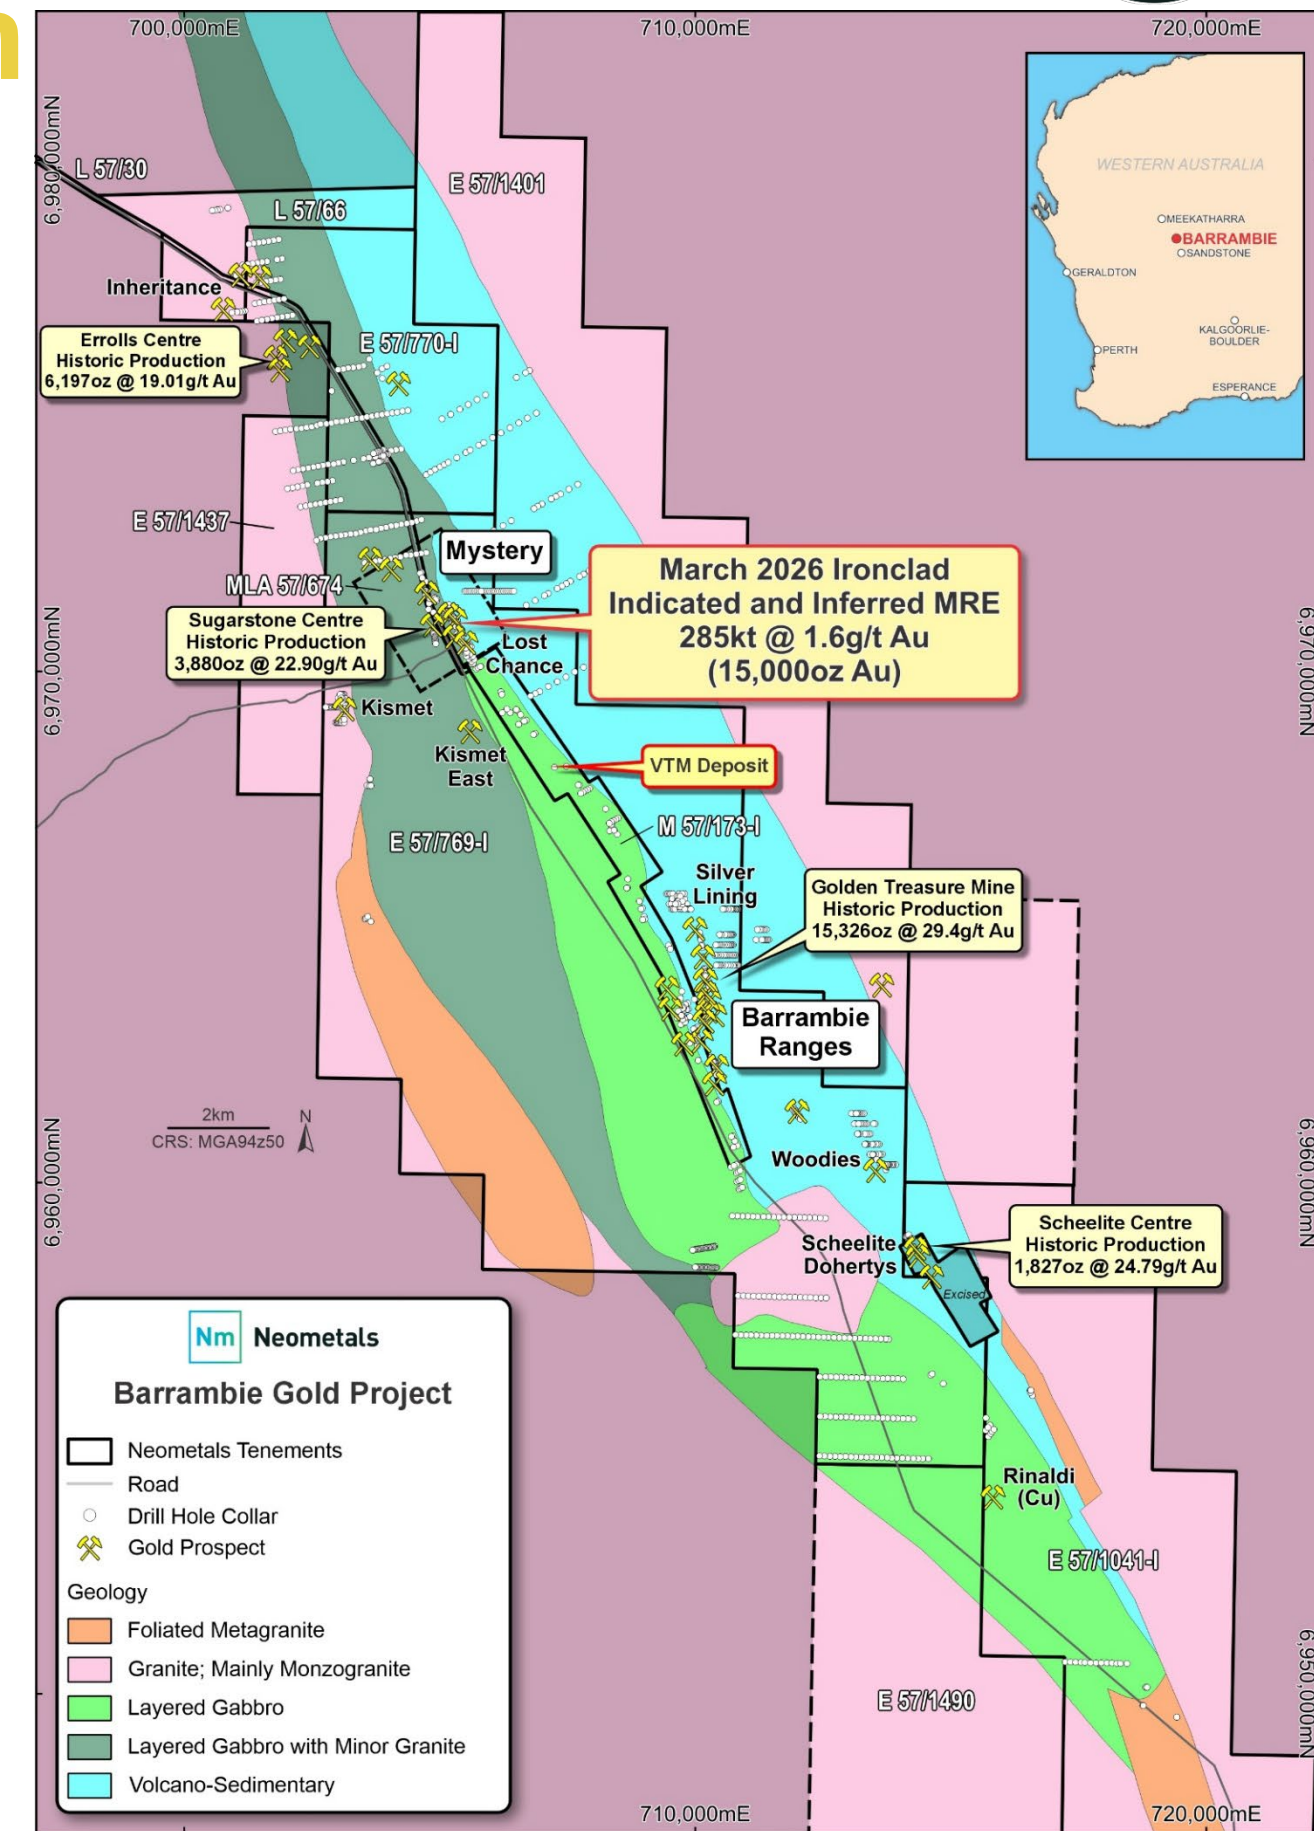 700,000mE
710,000mE
720,000mE
6,980,000mN
L 57/30
E 57/1401
L 57/66
WESTERN AUSTRALIA
MEEKATHARRA
BARRAMBIE
SANDSTONE
GERALDTON
KALGOORLIE-
BOULDER
PERTH
ESPERANCE
Inheritance
Errolls Centre
Historic Production
6,197oz @ 19.01g/t Au
E 57/770-I
E 57/1437
Mystery
MLA 57/674
March 2026 Ironclad
Indicated and Inferred MRE
285kt @ 1.6g/t Au
(15,000oz Au)
Sugarstone Centre
Historic Production
3,880oz @ 22.90g/t Au
Lost
Chance
6,970,000mN
6,970,000mN
Kismet
Kismet
East
VTM Deposit
E 57/769-I
M 57/173-I
Silver
Lining
Golden Treasure Mine
Historic Production
15,326oz @ 29.4g/t Au
Barrambie
Ranges
2km
N
CRS: MGA94z50
Woodies
6,960,000mN
6,960,000mN
Scheelite
Dohertys
Scheelite Centre
Historic Production
1,827oz @ 24.79g/t Au
Excised
Nm Neometals
Barrambie Gold Project
Neometals Tenements
Road
Drill Hole Collar
Gold Prospect
Geology
Foliated Metagranite
Granite; Mainly Monzogranite
Layered Gabbro
Layered Gabbro with Minor Granite
Volcano-Sedimentary
Rinaldi
(Cu)
E 57/1041-I
E 57/1490
6,950,000mN
710,000mE
720,000mE